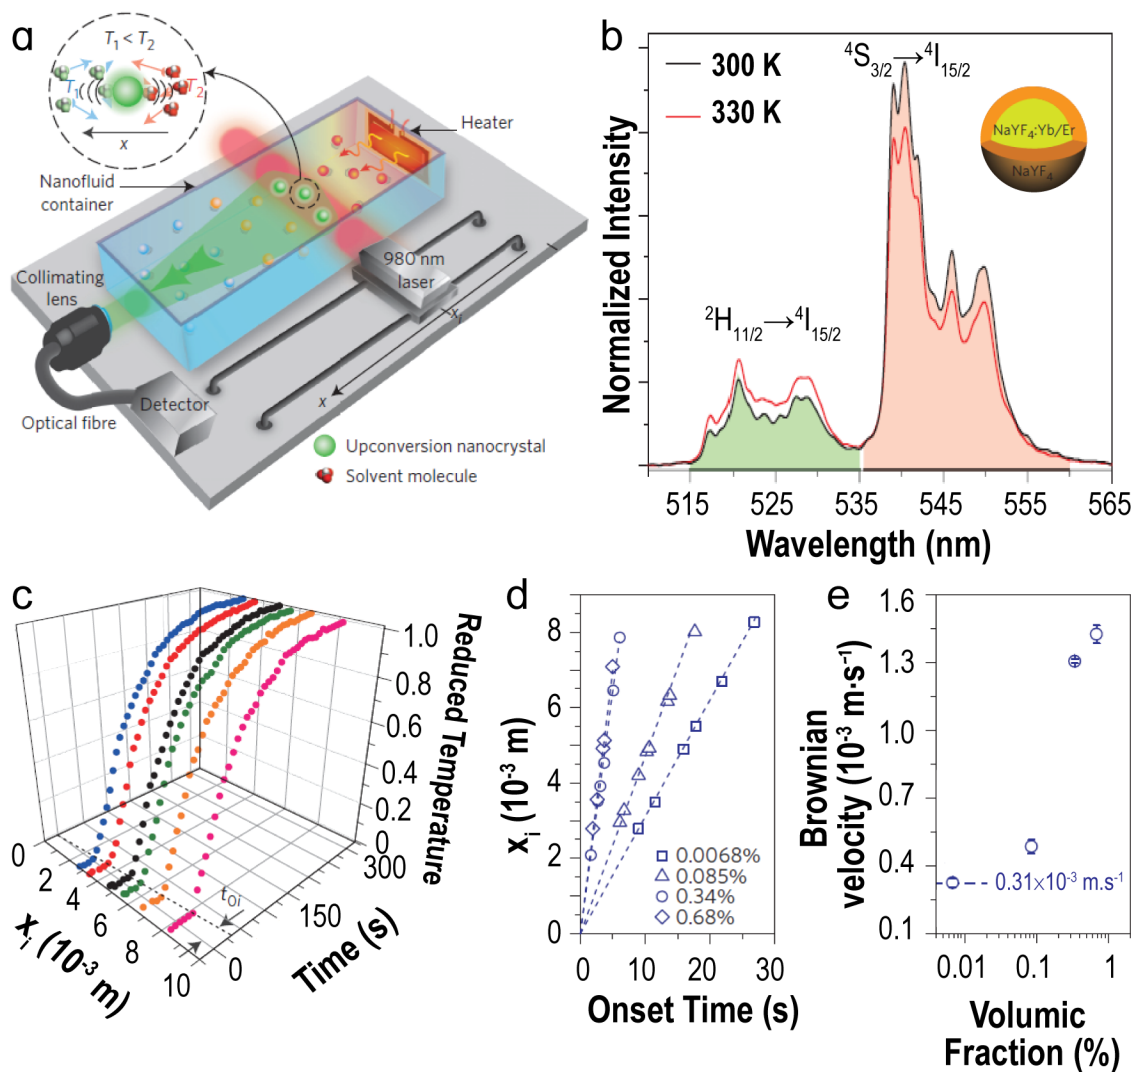 a
T₁ < T₂
T₁
T₂
x
Heater
Nanofluid
container
Collimating
lens
980 nm
laser
xᵢ
x
Optical fibre
Detector
Upconversion nanocrystal
Solvent molecule
b
300 K
330 K
⁴S₃/₂→⁴I₁₅/₂
²H₁₁/₂→⁴I₁₅/₂
NaYF₄:Yb/Er
NaYF₄
Normalized Intensity
515 525 535 545 555 565
Wavelength (nm)
c
1.0
0.8
0.6
0.4
0.2
0
Reduced Temperature
0
2
4
6
8
10
xᵢ (10⁻³ m)
t₀ᵢ
0
150
300
Time (s)
d
8
6
4
2
0
xᵢ (10⁻³ m)
0.0068%
0.085%
0.34%
0.68%
0 10 20 30
Onset Time (s)
e
1.6
1.3
1.0
0.7
0.4
0.1
Brownian
velocity (10⁻³ m·s⁻¹)
0.31×10⁻³ m.s⁻¹
0.01 0.1 1
Volumic
Fraction (%)